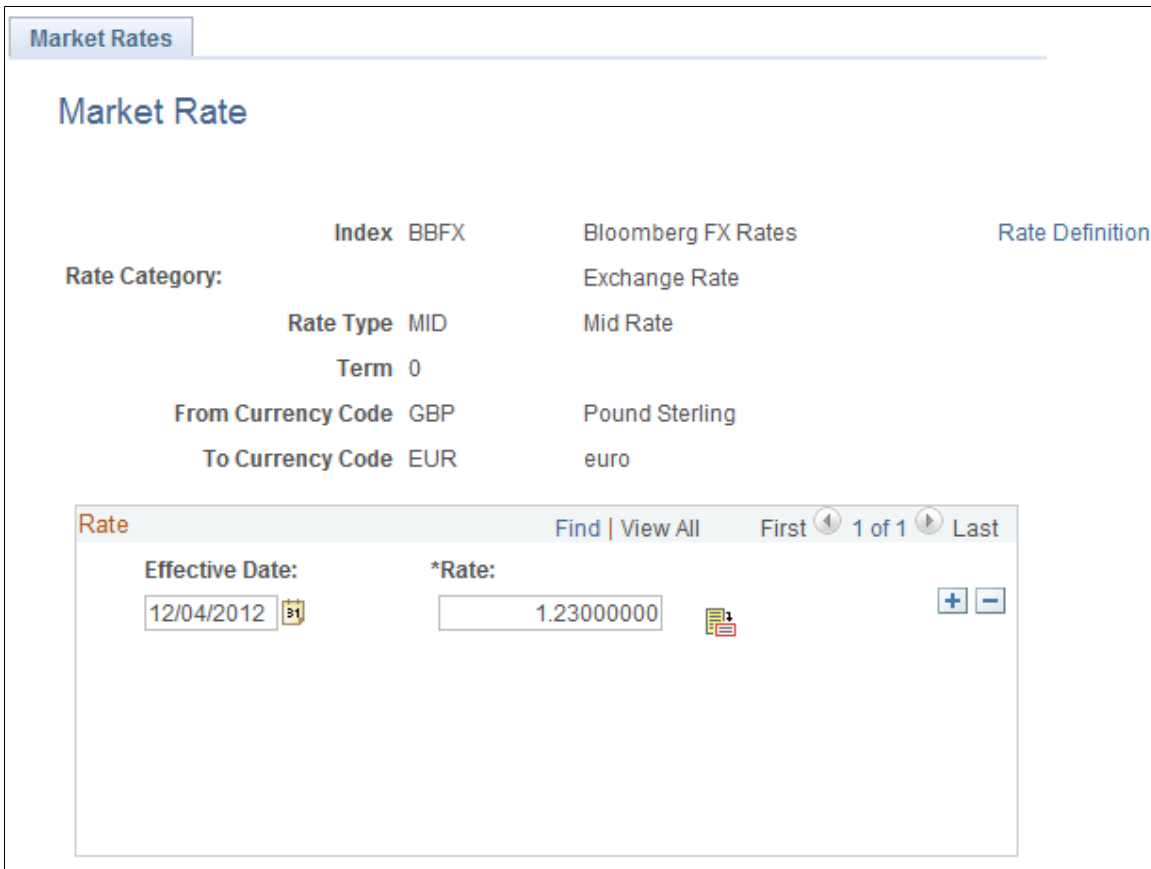 Market Rates
Market Rate
Index BBFX Bloomberg FX Rates Rate Definition
Rate Category: Exchange Rate
Rate Type MID Mid Rate
Term 0
From Currency Code GBP Pound Sterling
To Currency Code EUR euro
Rate Find | View All First 1 of 1 Last
Effective Date: *Rate:
12/04/2012 31 1.23000000